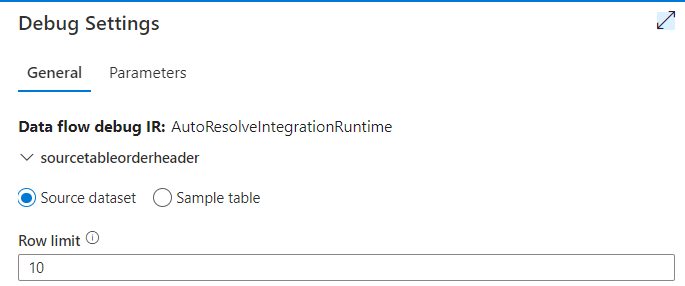 Debug Settings
General Parameters
Data flow debug IR: AutoResolveIntegrationRuntime
sourcetableorderheader
Source dataset Sample table
Row limit
10